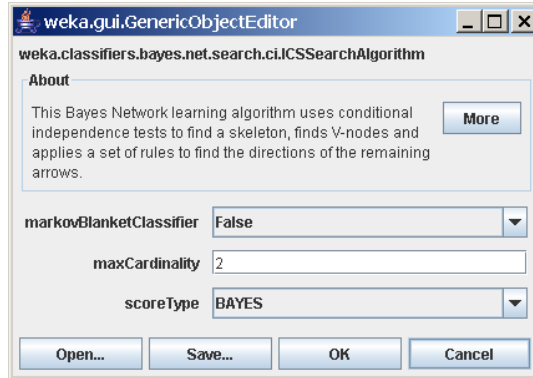 weka.gui.GenericObjectEditor
weka.classifiers.bayes.net.search.ci.ICSSearchAlgorithm
About
This Bayes Network learning algorithm uses conditional
independence tests to find a skeleton, finds V-nodes and
applies a set of rules to find the directions of the remaining
arrows.
More
markovBlanketClassifier False
maxCardinality 2
scoreType BAYES
Open... Save... OK Cancel